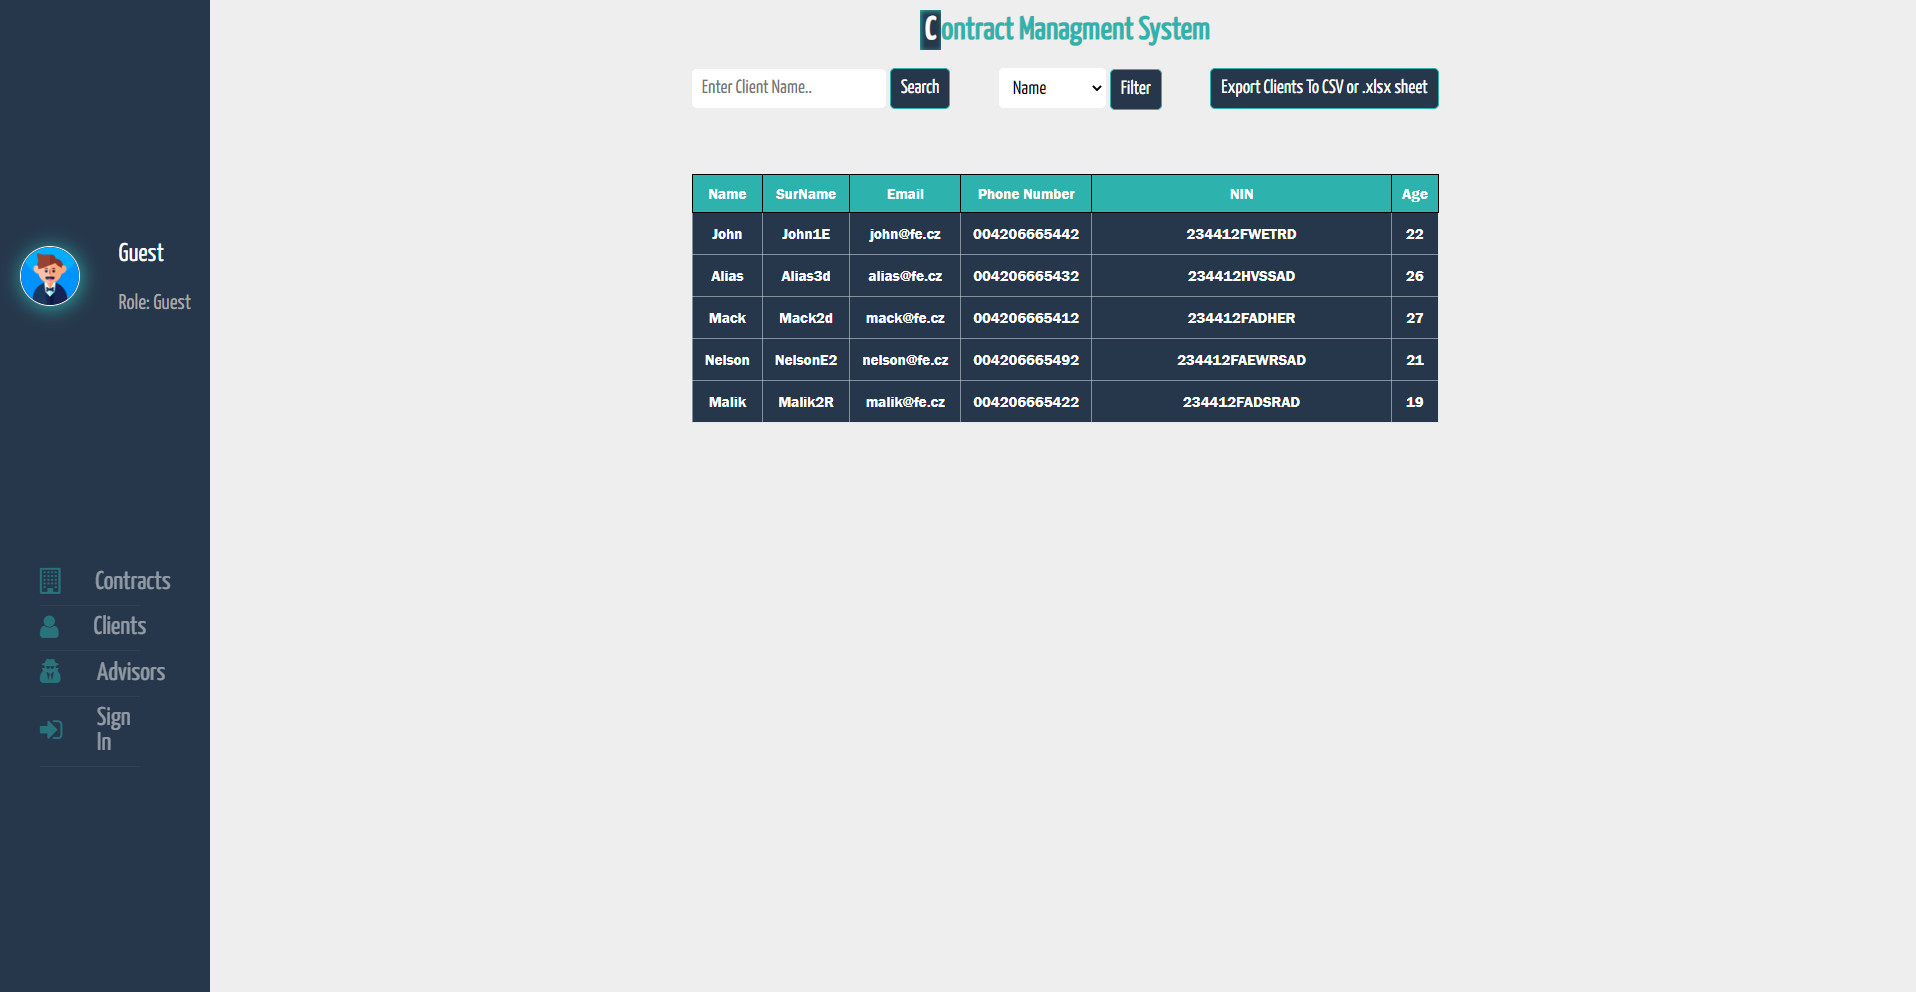 Contract Managment System
Enter Client Name.. Search Name Filter Export Clients To CSV or .xlsx sheet
Name SurName Email Phone Number NIN Age
John John1E john@fe.cz 004206665442 234412FWETRD 22
Alias Alias3d alias@fe.cz 004206665432 234412HVSSAD 26
Mack Mack2d mack@fe.cz 004206665412 234412FADHER 27
Nelson NelsonE2 nelson@fe.cz 004206665492 234412FAEWRSAD 21
Malik Malik2R malik@fe.cz 004206665422 234412FADSRAD 19
Guest
Role: Guest
Contracts
Clients
Advisors
Sign
In